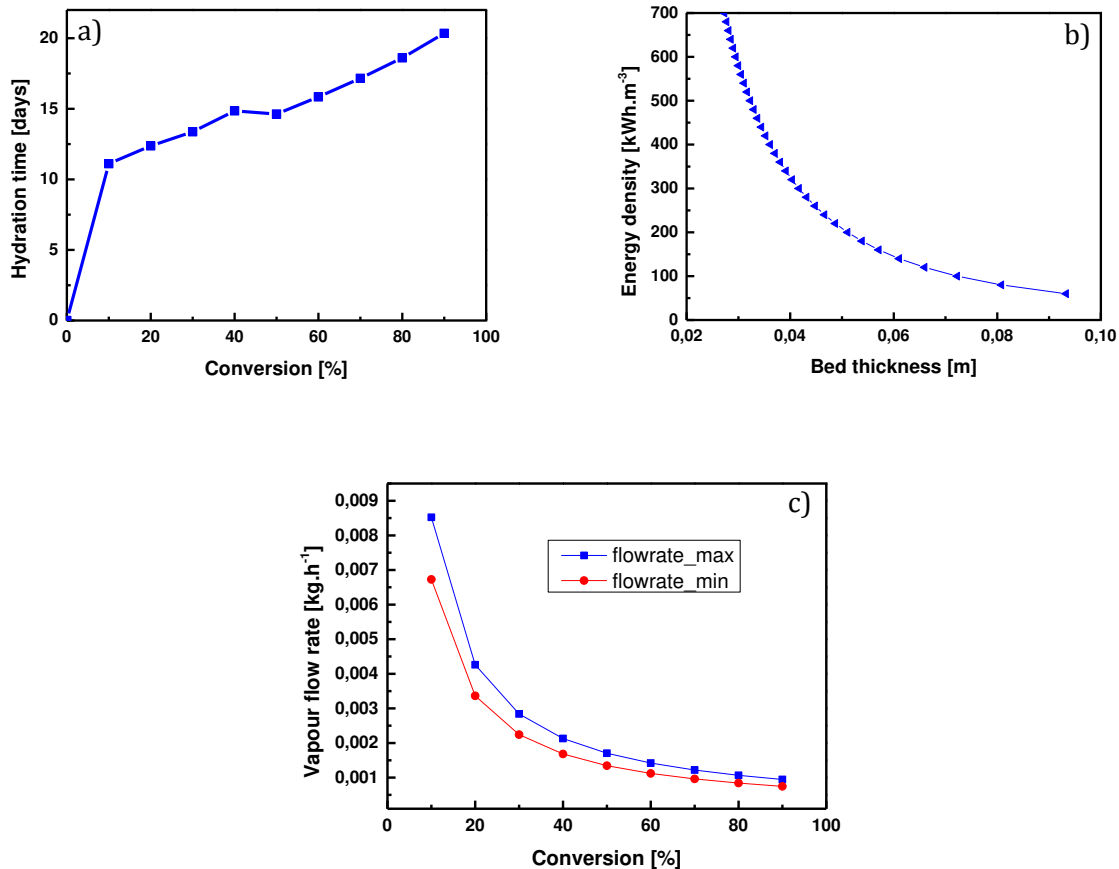 a)
Hydration time [days]
20
15
10
5
0
0 20 40 60 80 100
Conversion [%]
b)
Energy density [kWh.m⁻³]
700
600
500
400
300
200
100
0
0,02 0,04 0,06 0,08 0,10
Bed thickness [m]
c)
Vapour flow rate [kg.h⁻¹]
0,009
0,008
0,007
0,006
0,005
0,004
0,003
0,002
0,001
flowrate_max
flowrate_min
0 20 40 60 80 100
Conversion [%]